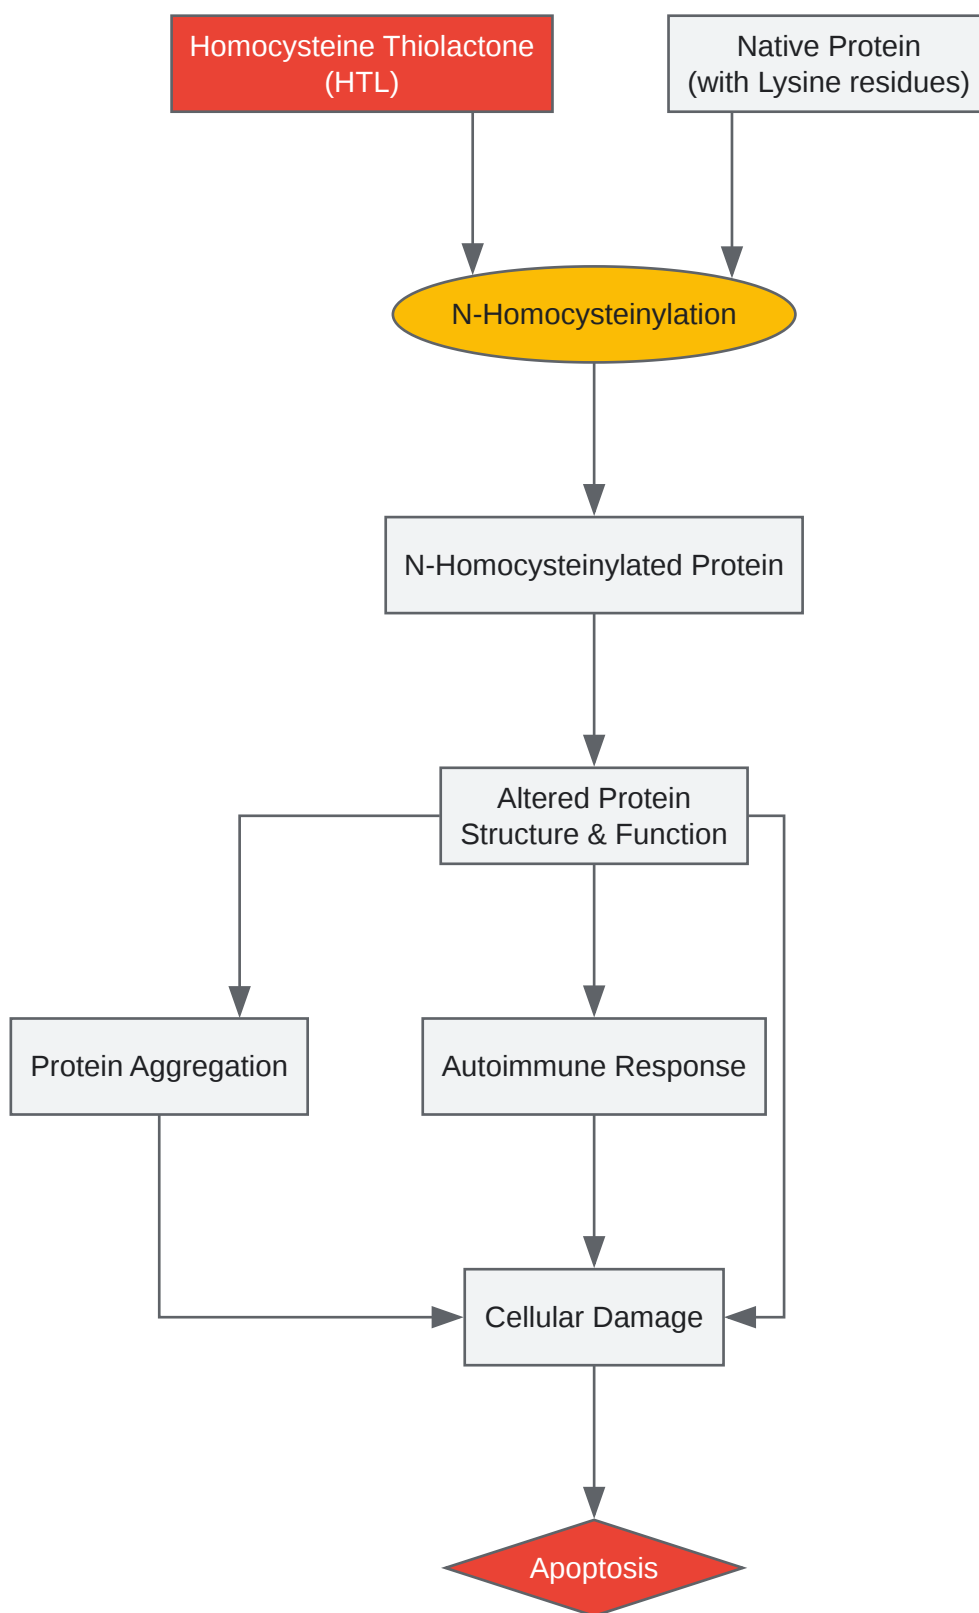 Homocysteine Thiolactone
(HTL)
Native Protein
(with Lysine residues)
N-Homocysteinylation
N-Homocysteinylated Protein
Altered Protein
Structure & Function
Protein Aggregation
Autoimmune Response
Cellular Damage
Apoptosis